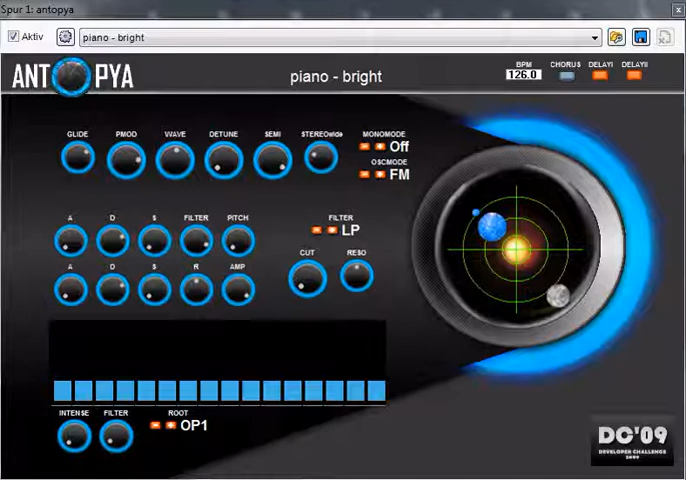 Spur 1: antopya
Aktiv
piano - bright
ANTOPYA
piano - bright
BPM
126.0
CHORUS
DELAYI
DELAYII
GLIDE PMOD WAVE DETUNE SEMI STEREOwide
MONOMODE
Off
OSCMODE
FM
A D S FILTER PITCH
FILTER
LP
CUT RESO
A D S R AMP
INTENSE FILTER ROOT
OP1
DC'09
DEVELOPER CHALLENGE